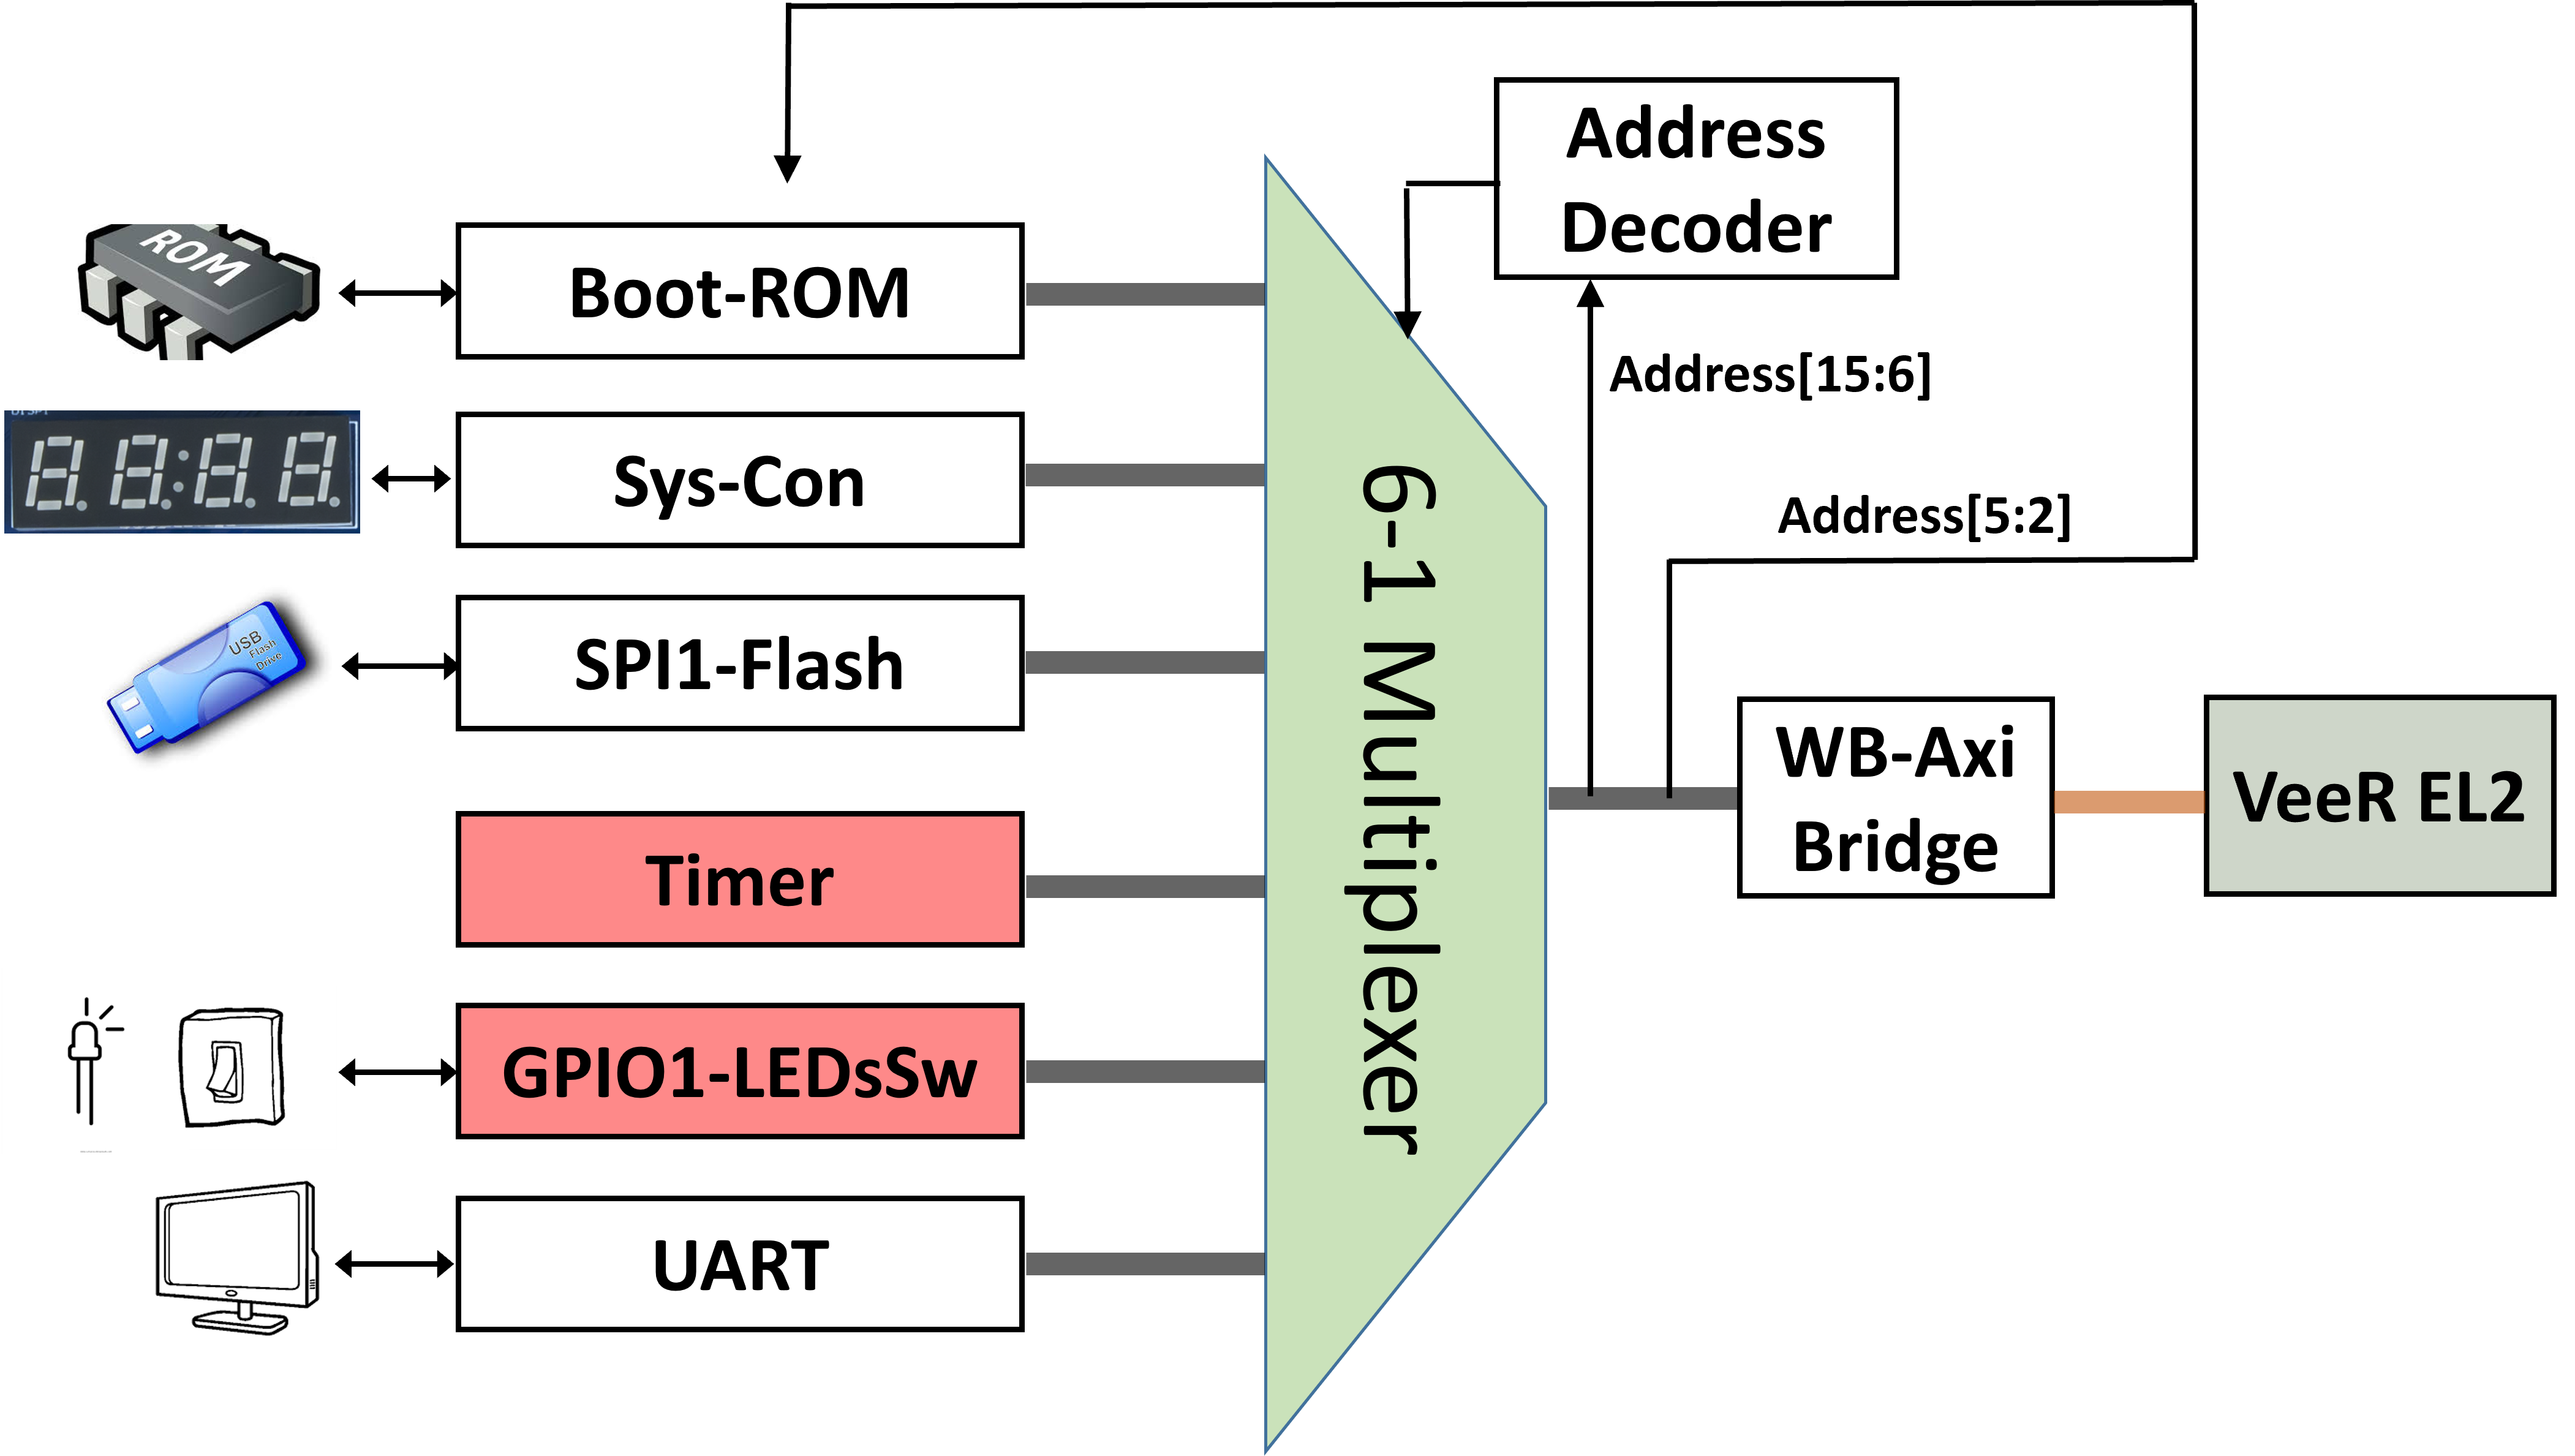 Address
Decoder
ROM
Boot-ROM
Address[15:6]
Sys-Con
6-1 Multiplexer
Address[5:2]
USB
Flash
Drive
SPI1-Flash
WB-Axi
Bridge
VeeR EL2
Timer
GPIO1-LEDsSw
UART